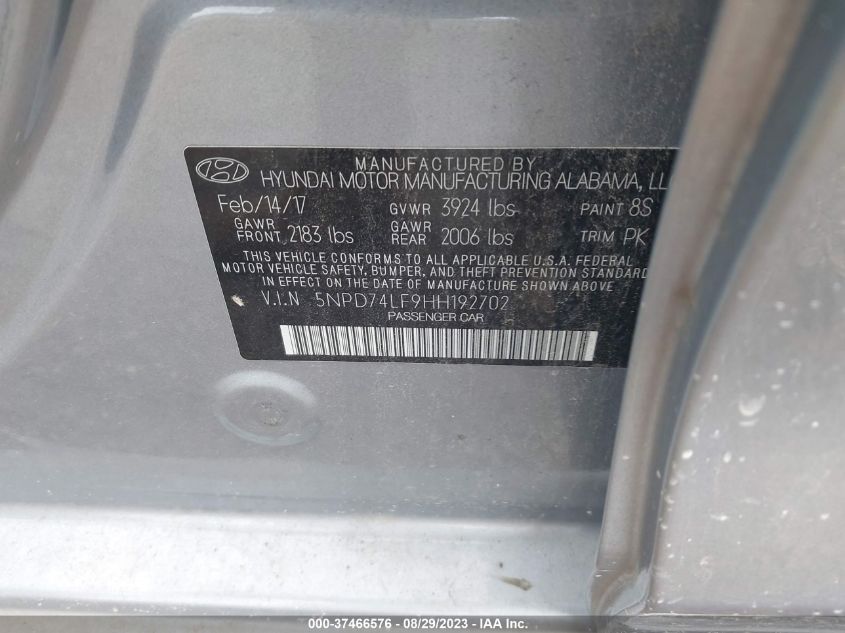 MANUFACTURED BY
HYUNDAI MOTOR MANUFACTURING ALABAMA, LL
Feb/14/17 GVWR 3924 lbs PAINT 8S
GAWR FRONT 2183 lbs GAWR REAR 2006 lbs TRIM PK
THIS VEHICLE CONFORMS TO ALL APPLICABLE U.S.A. FEDERAL
MOTOR VEHICLE SAFETY, BUMPER, AND THEFT PREVENTION STANDARD
IN EFFECT ON THE DATE OF MANUFACTURE SHOWN ABOVE
V.I.N 5NPD74LF9HH192702
PASSENGER CAR
000-37466576 - 08/29/2023 - IAA Inc.